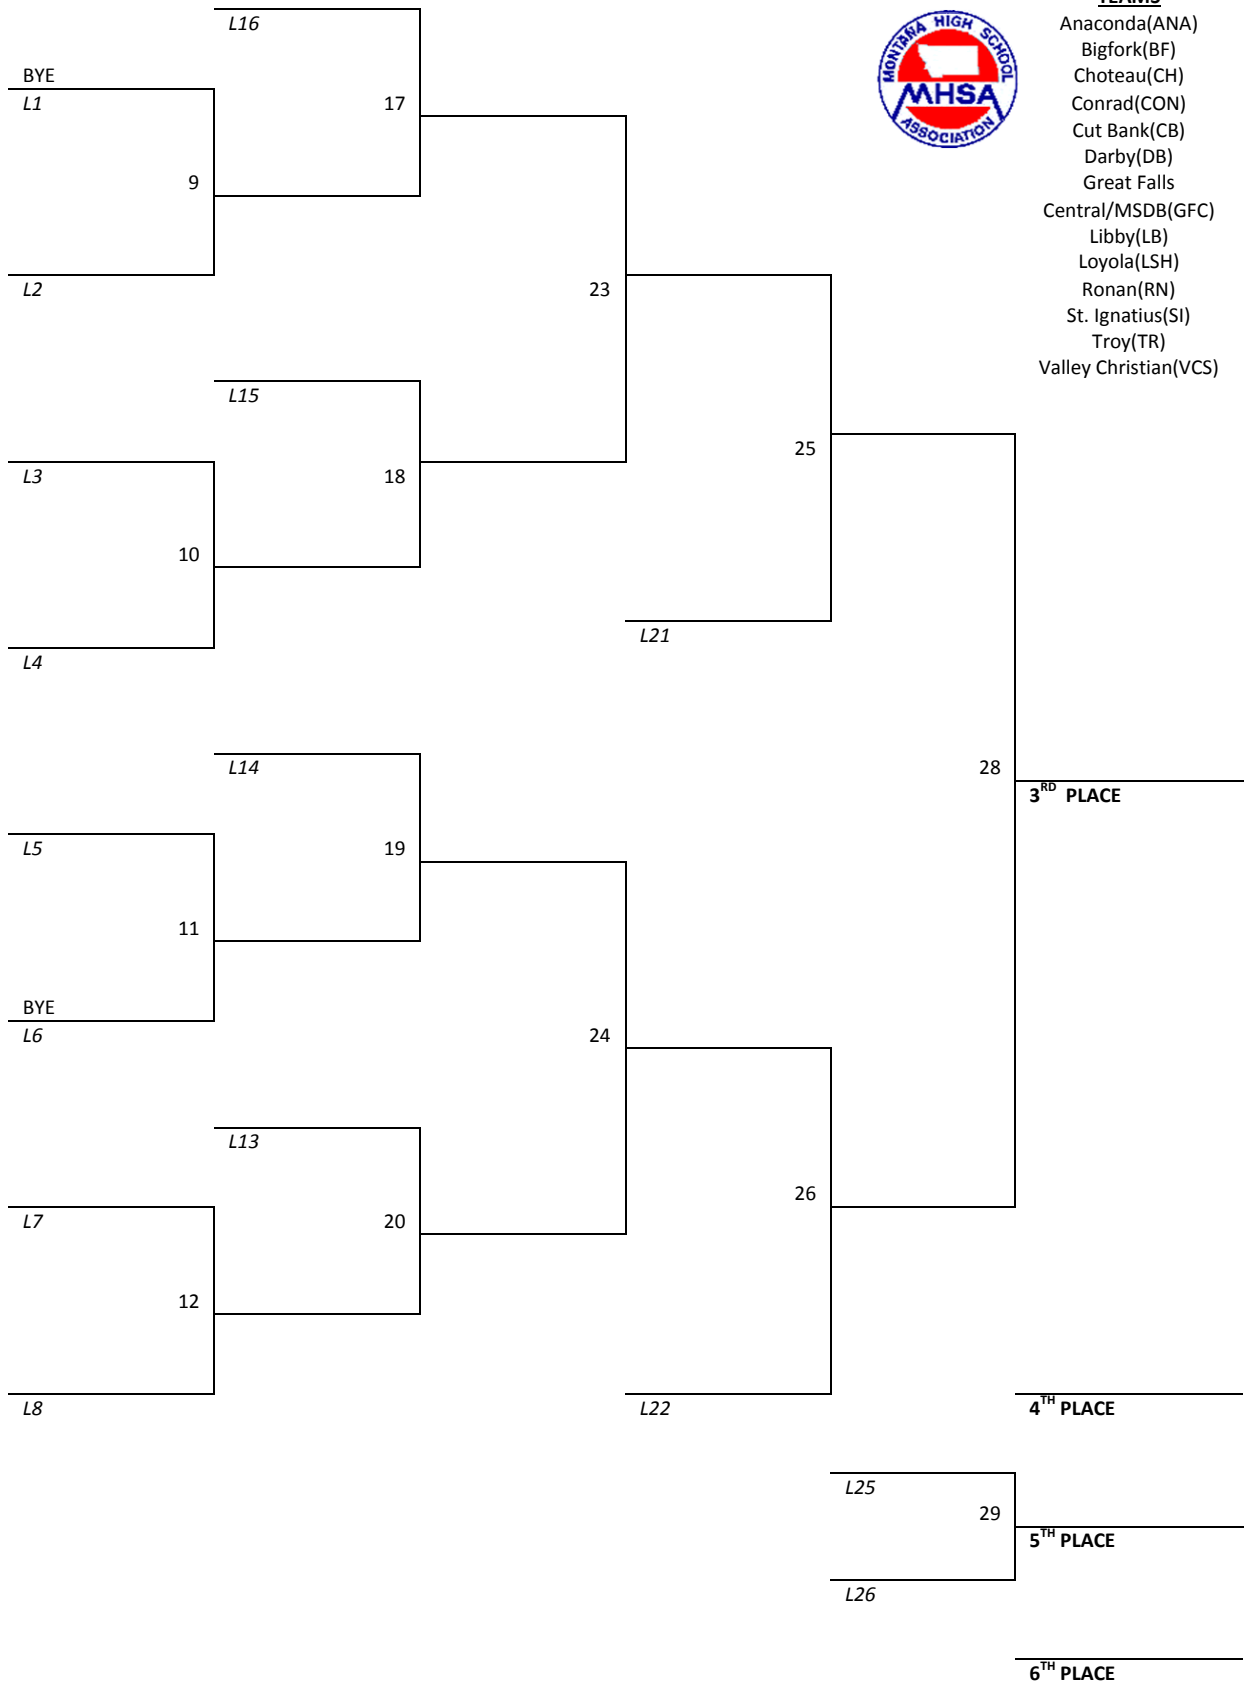 TEAMS
L16
MONTANA HIGH SCHOOL
MHSA
ASSOCIATION
Anaconda(ANA)
Bigfork(BF)
Choteau(CH)
Conrad(CON)
Cut Bank(CB)
Darby(DB)
Great Falls
Central/MSDB(GFC)
Libby(LB)
Loyola(LSH)
Ronan(RN)
St. Ignatius(SI)
Troy(TR)
Valley Christian(VCS)
BYE
L1
17
9
L2
23
L15
25
L3
18
10
L21
L4
L14
28
3RD PLACE
L5
19
11
BYE
L6
24
L13
26
L7
20
12
L8
L22
4TH PLACE
L25
29
5TH PLACE
L26
6TH PLACE